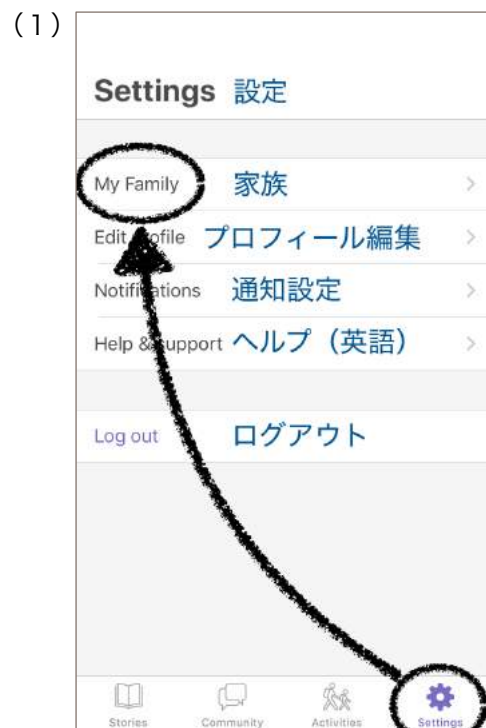 (1)
Settings 設定
My Family 家族
Edit Profile プロフィール編集
Notifications 通知設定
Help & Support ヘルプ（英語）
Log out ログアウト
Stories Community Activities Settings